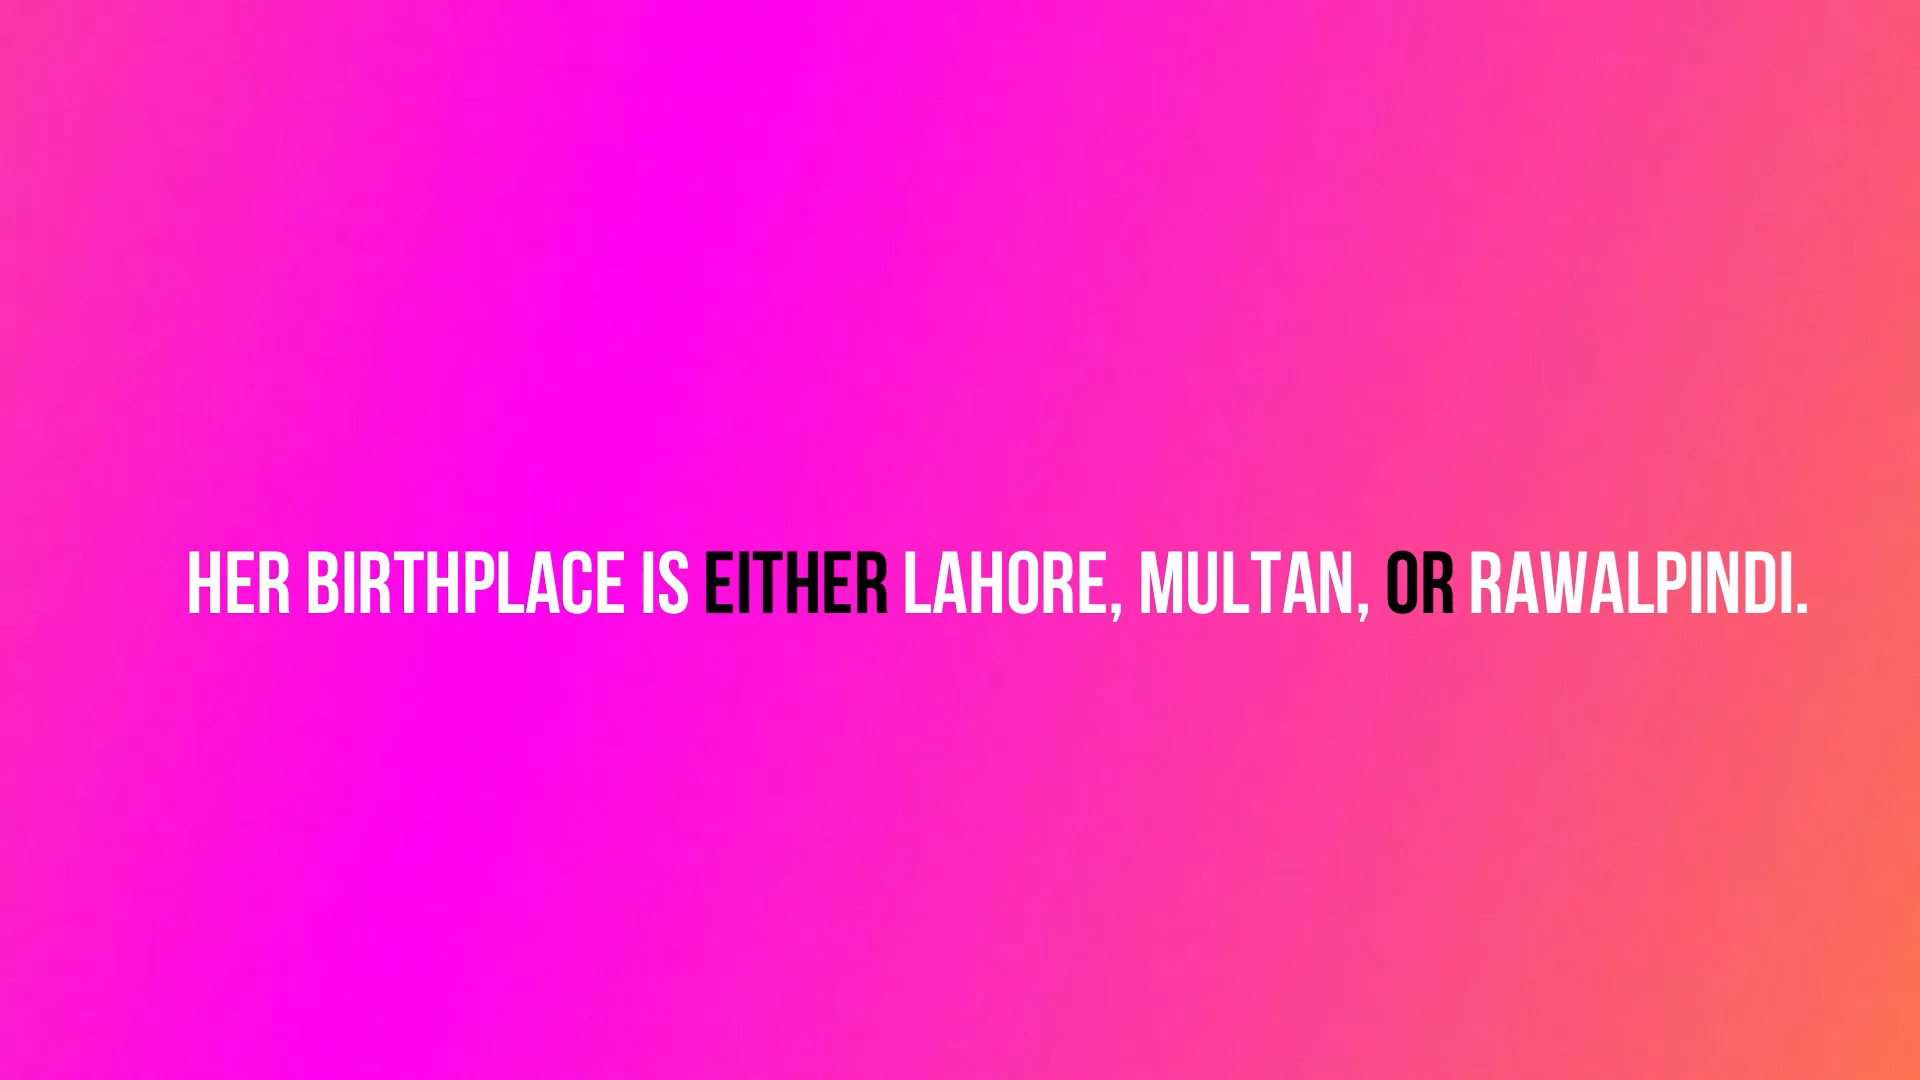 HER BIRTHPLACE IS EITHER LAHORE, MULTAN, OR RAWALPINDI.